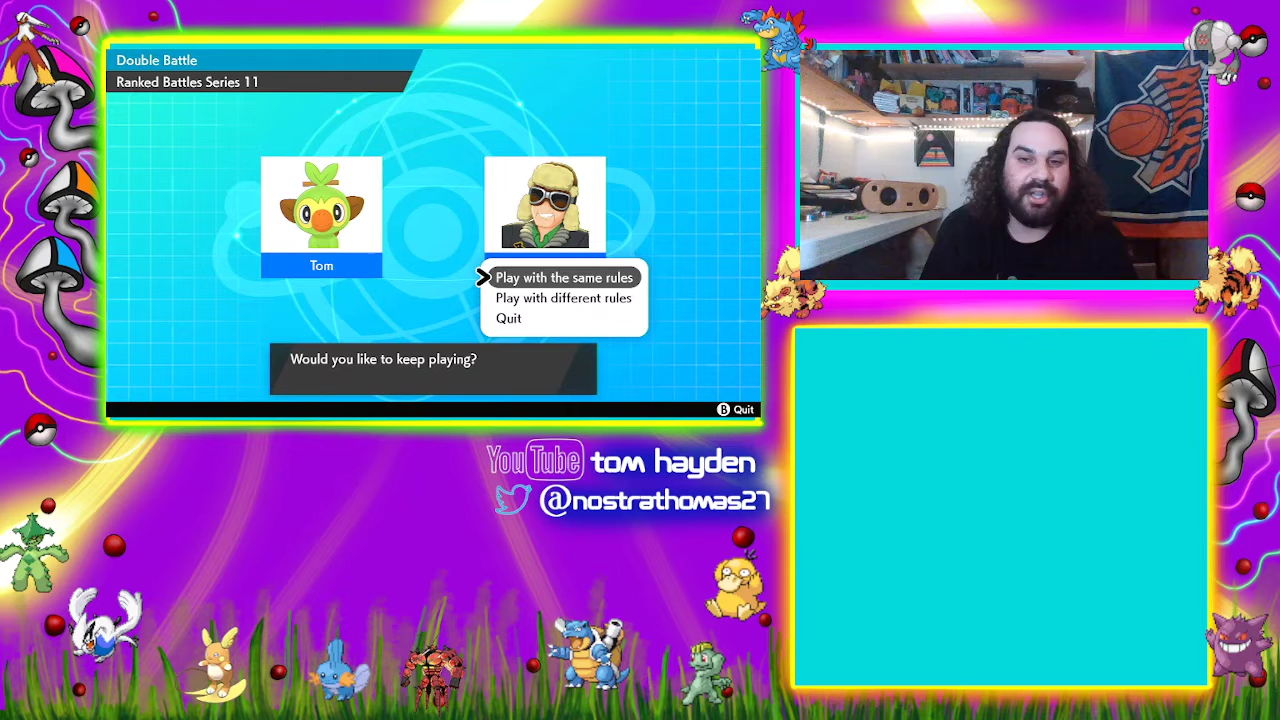 Double Battle
Ranked Battles Series 11
KNICKS
Tom
Play with the same rules
Play with different rules
Quit
Would you like to keep playing?
B Quit
YouTube tom hayden
@nostrathomas27